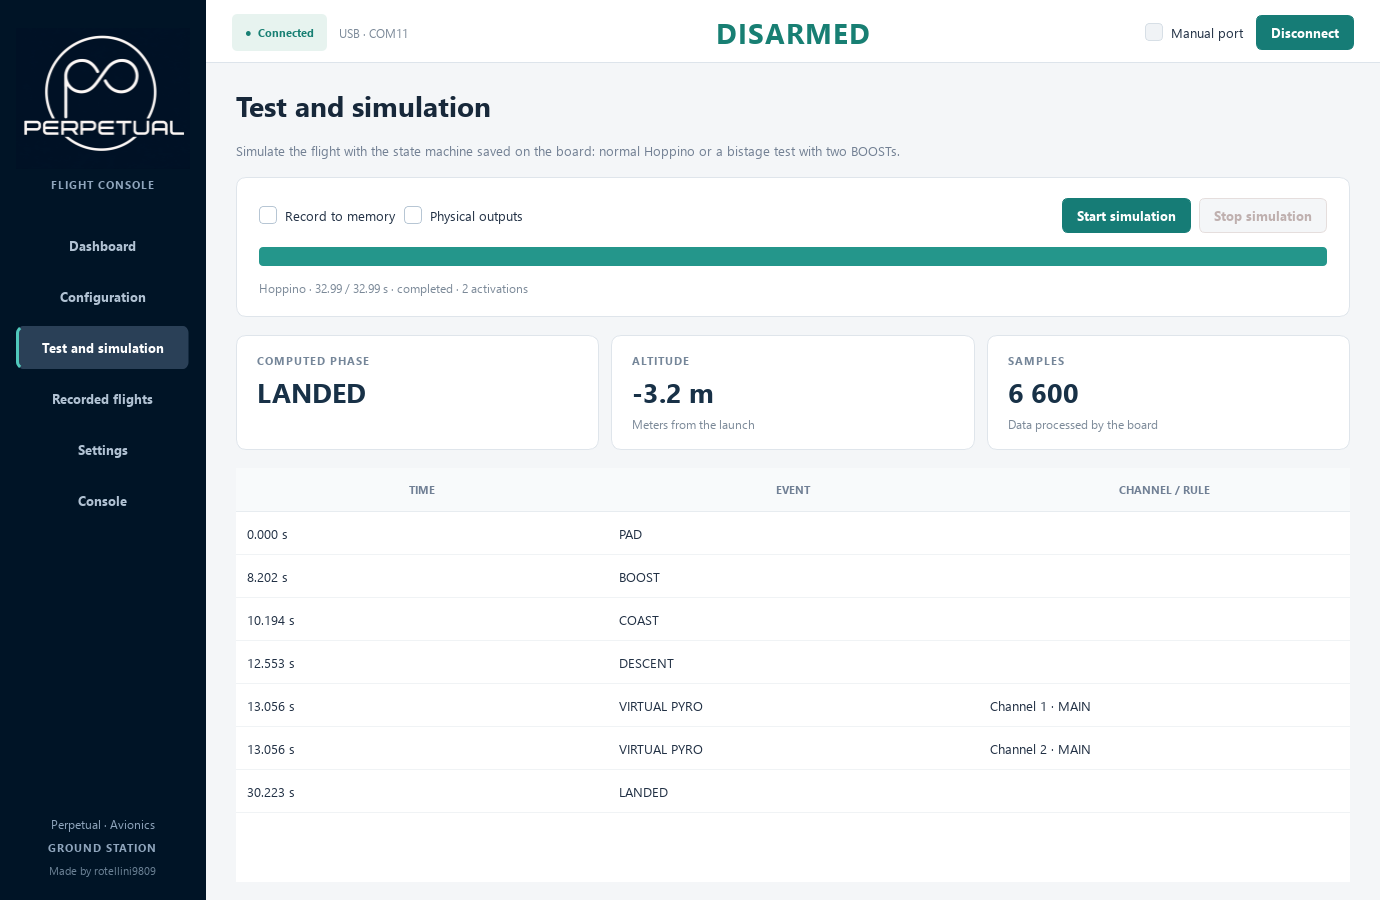 PERPETUAL
FLIGHT CONSOLE
Dashboard
Configuration
Test and simulation
Recorded flights
Settings
Console
Perpetual · Avionics
GROUND STATION
Made by rotellini9809
● Connected
USB · COM11
DISARMED
Manual port
Disconnect
Test and simulation
Simulate the flight with the state machine saved on the board: normal Hoppino or a bistage test with two BOOSTs.
Record to memory
Physical outputs
Start simulation
Stop simulation
Hoppino · 32.99 / 32.99 s · completed · 2 activations
COMPUTED PHASE
LANDED
ALTITUDE
-3.2 m
Meters from the launch
SAMPLES
6 600
Data processed by the board
TIME EVENT CHANNEL / RULE
0.000 s PAD
8.202 s BOOST
10.194 s COAST
12.553 s DESCENT
13.056 s VIRTUAL PYRO Channel 1 · MAIN
13.056 s VIRTUAL PYRO Channel 2 · MAIN
30.223 s LANDED